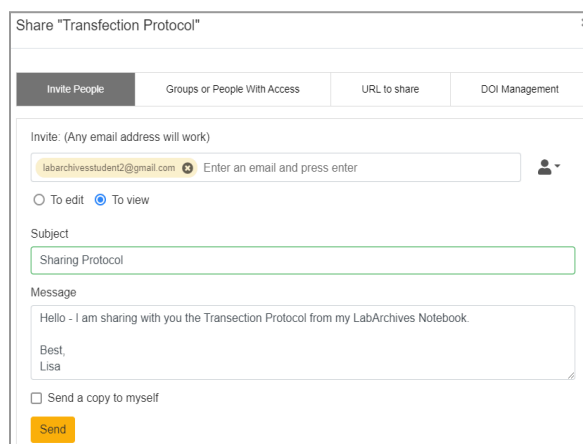 Share "Transfection Protocol"
Invite People Groups or People With Access URL to share DOI Management
Invite: (Any email address will work)
labarchivesstudent2@gmail.com Enter an email and press enter
To edit To view
Subject
Sharing Protocol
Message
Hello - I am sharing with you the Transection Protocol from my LabArchives Notebook.
Best,
Lisa
Send a copy to myself
Send